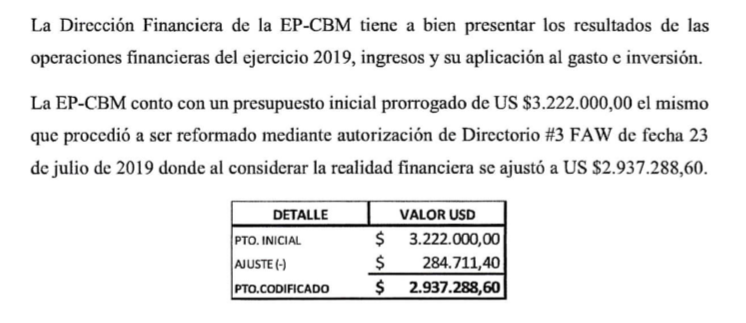 La Dirección Financiera de la EP-CBM tiene a bien presentar los resultados de las
operaciones financieras del ejercicio 2019, ingresos y su aplicación al gasto e inversión.
La EP-CBM conto con un presupuesto inicial prorrogado de US $3.222.000,00 el mismo
que procedió a ser reformado mediante autorización de Directorio #3 FAW de fecha 23
de julio de 2019 donde al considerar la realidad financiera se ajustó a US $2.937.288,60.
DETALLE VALOR USD
PTO. INICIAL $ 3.222.000,00
AJUSTE (-) $ 284.711,40
PTO.CODIFICADO $ 2.937.288,60